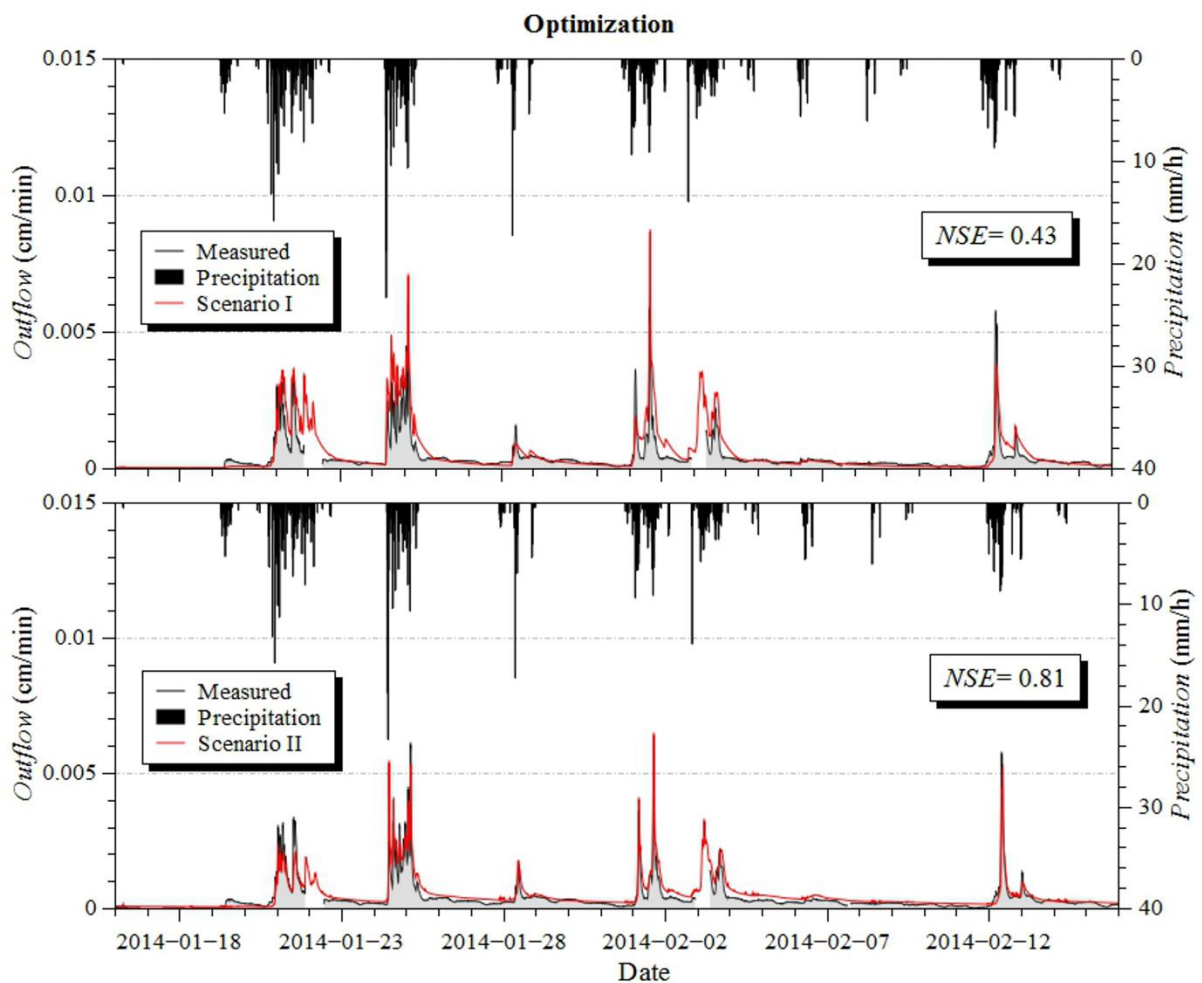 Optimization
0.015
0.01
0.005
0
Outflow (cm/min)
0
10
20
30
40
Precipitation (mm/h)
Measured
Precipitation
Scenario I
NSE= 0.43
0.015
0.01
0.005
0
Outflow (cm/min)
0
10
20
30
40
Precipitation (mm/h)
Measured
Precipitation
Scenario II
NSE= 0.81
2014−01−18
2014−01−23
2014−01−28
2014−02−02
2014−02−07
2014−02−12
Date